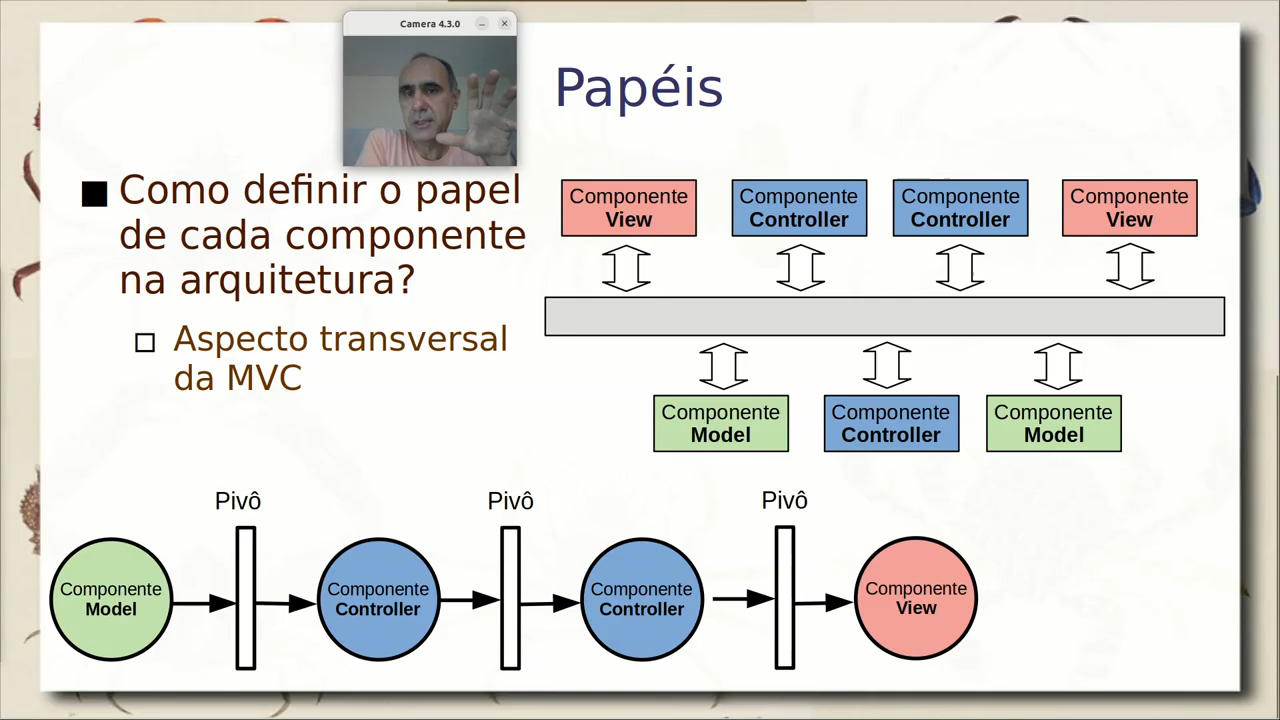 Camera 4.3.0
Papéis
Como definir o papel
de cada componente
na arquitetura?
Aspecto transversal
da MVC
Componente
View
Componente
Controller
Componente
Controller
Componente
View
Componente
Model
Componente
Controller
Componente
Model
Pivô
Pivô
Pivô
Componente
Model
Componente
Controller
Componente
Controller
Componente
View